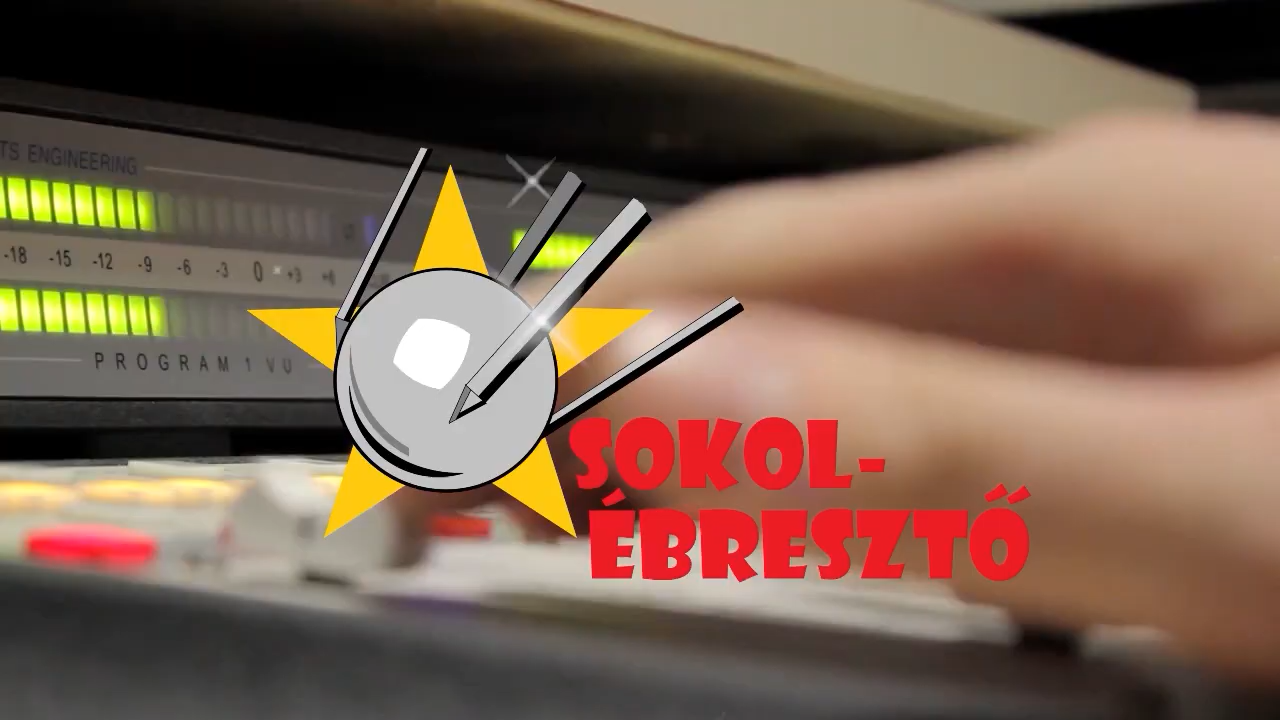 TS ENGINEERING
-18 -15 -12 -9 -6 -3 0 +3 +6
PROGRAM 1 VU
SOKOL-
ÉBRESZTŐ